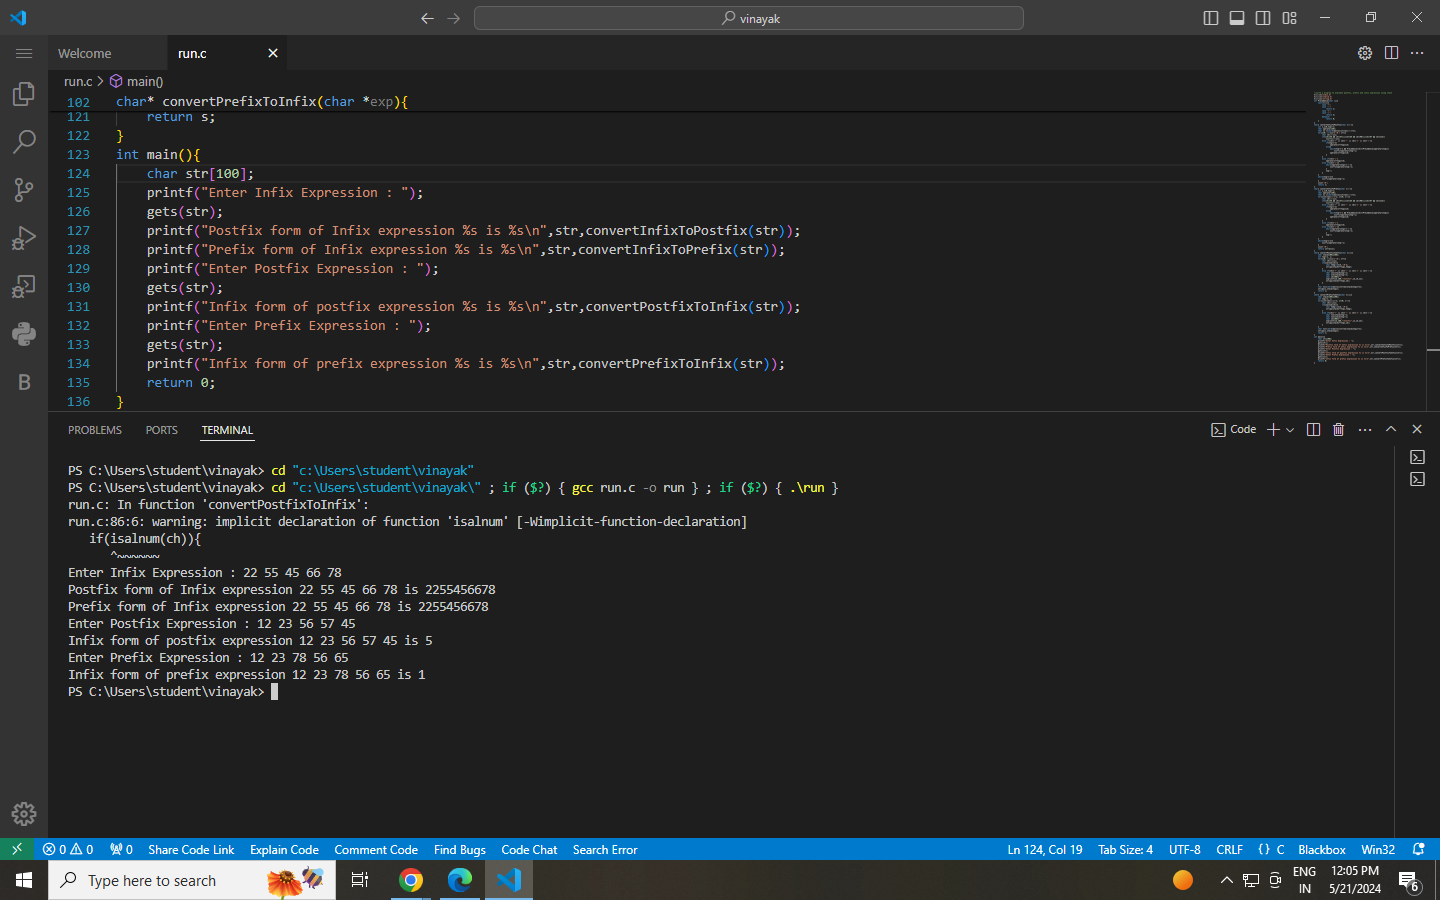 vinayak
Welcome
run.c
run.c > main()
102 char* convertPrefixToInfix(char *exp){
121 return s;
122 }
123 int main(){
124 char str[100];
125 printf("Enter Infix Expression : ");
126 gets(str);
127 printf("Postfix form of Infix expression %s is %s\n",str,convertInfixToPostfix(str));
128 printf("Prefix form of Infix expression %s is %s\n",str,convertInfixToPrefix(str));
129 printf("Enter Postfix Expression : ");
130 gets(str);
131 printf("Infix form of postfix expression %s is %s\n",str,convertPostfixToInfix(str));
132 printf("Enter Prefix Expression : ");
133 gets(str);
134 printf("Infix form of prefix expression %s is %s\n",str,convertPrefixToInfix(str));
135 return 0;
136 }
PROBLEMS PORTS TERMINAL
Code
PS C:\Users\student\vinayak> cd "c:\Users\student\vinayak"
PS C:\Users\student\vinayak> cd "c:\Users\student\vinayak\" ; if ($?) { gcc run.c -o run } ; if ($?) { .\run }
run.c: In function 'convertPostfixToInfix':
run.c:86:6: warning: implicit declaration of function 'isalnum' [-Wimplicit-function-declaration]
if(isalnum(ch)){
^~~~~~~
Enter Infix Expression : 22 55 45 66 78
Postfix form of Infix expression 22 55 45 66 78 is 2255456678
Prefix form of Infix expression 22 55 45 66 78 is 2255456678
Enter Postfix Expression : 12 23 56 57 45
Infix form of postfix expression 12 23 56 57 45 is 5
Enter Prefix Expression : 12 23 78 56 65
Infix form of prefix expression 12 23 78 56 65 is 1
PS C:\Users\student\vinayak>
0 0 0 Share Code Link Explain Code Comment Code Find Bugs Code Chat Search Error Ln 124, Col 19 Tab Size: 4 UTF-8 CRLF {} C Blackbox Win32
Type here to search
ENG
IN
12:05 PM
5/21/2024
6